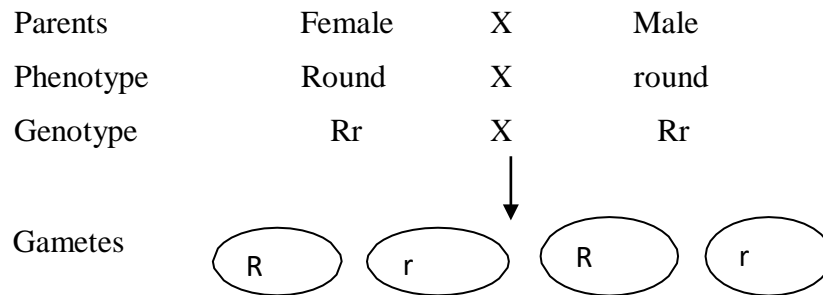 Parents Female X Male
Phenotype Round X round
Genotype Rr X Rr
Gametes R r R r